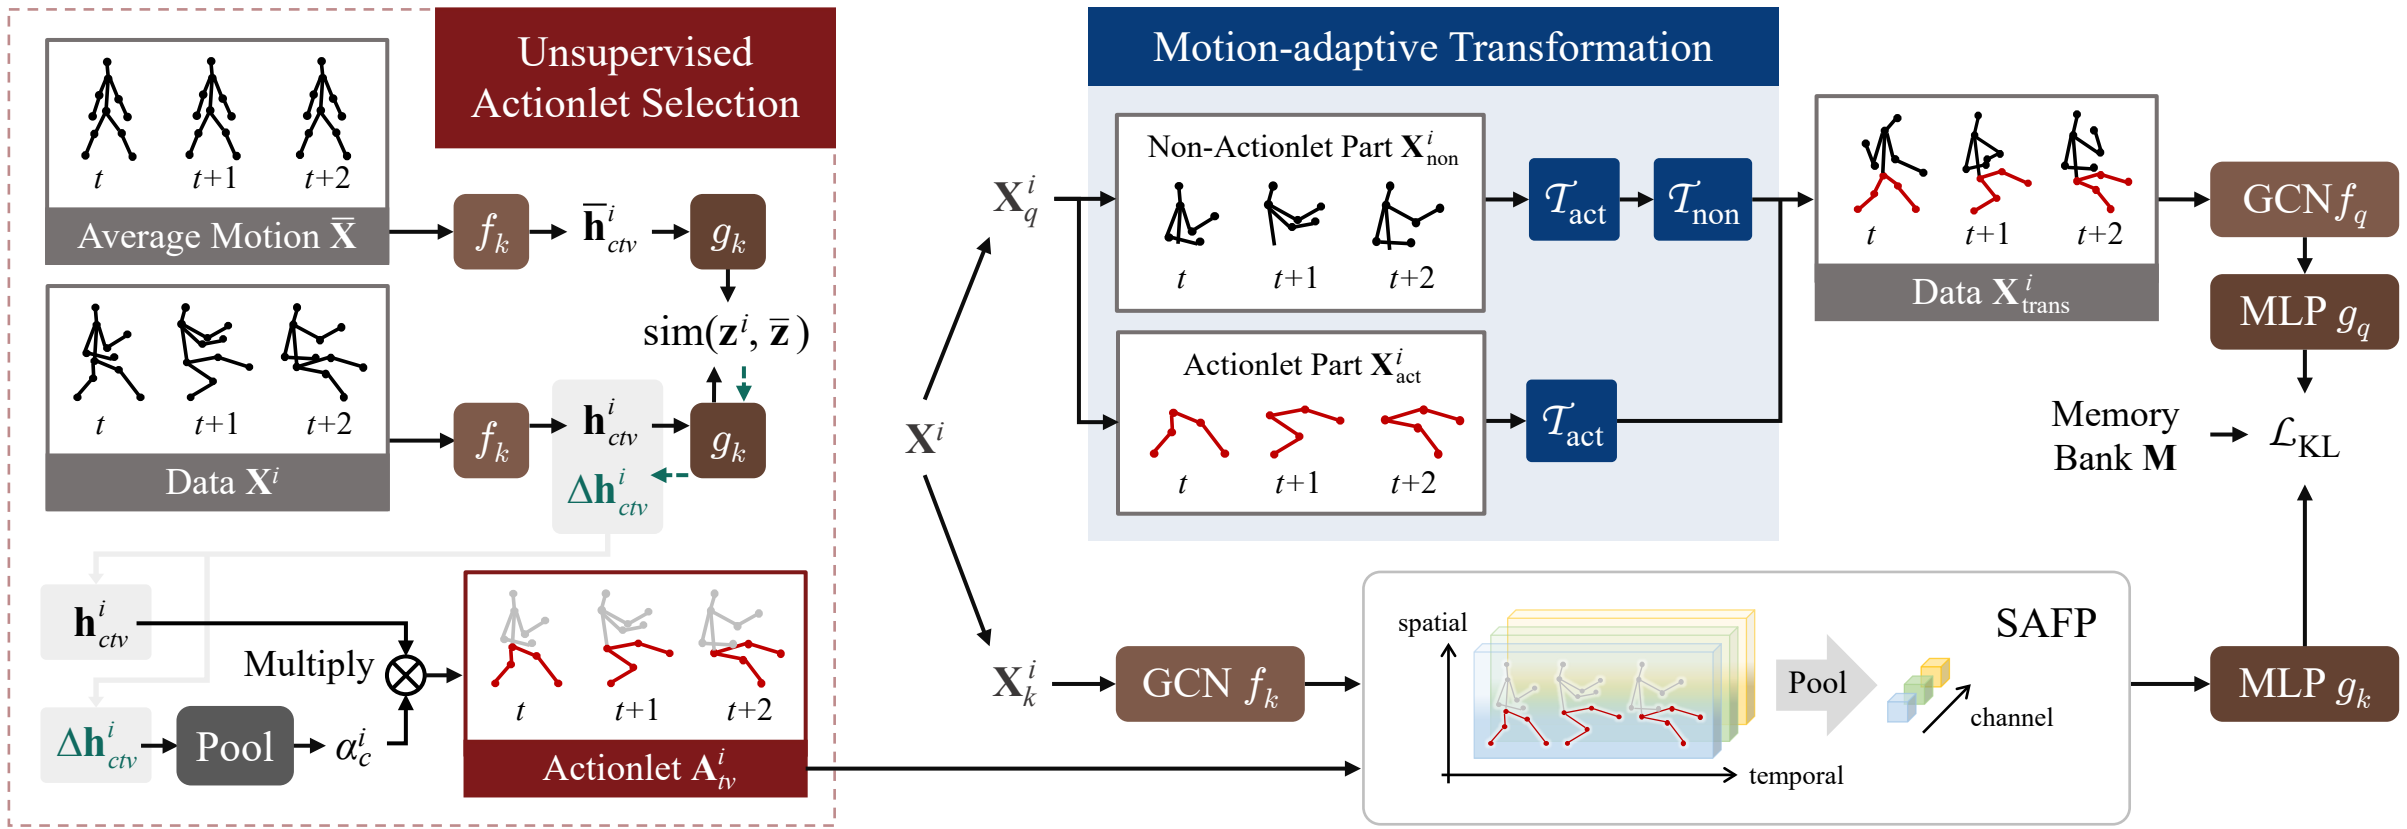 Unsupervised
Actionlet Selection
t
t+1
t+2
Average Motion X̄
f_k
h̄^i_ctv
g_k
sim(z^i, z̄)
t
t+1
t+2
Data X^i
f_k
h^i_ctv
g_k
Δh^i_ctv
h^i_ctv
Multiply
Δh^i_ctv
Pool
α^i_c
t
t+1
t+2
Actionlet A^i_tv
X^i
X^i_q
X^i_k
Motion-adaptive Transformation
Non-Actionlet Part X^i_non
t
t+1
t+2
𝒯_act
𝒯_non
Actionlet Part X^i_act
t
t+1
t+2
𝒯_act
t
t+1
t+2
Data X^i_trans
GCN f_q
MLP g_q
Memory
Bank M
ℒ_KL
GCN f_k
SAFP
spatial
temporal
Pool
channel
MLP g_k